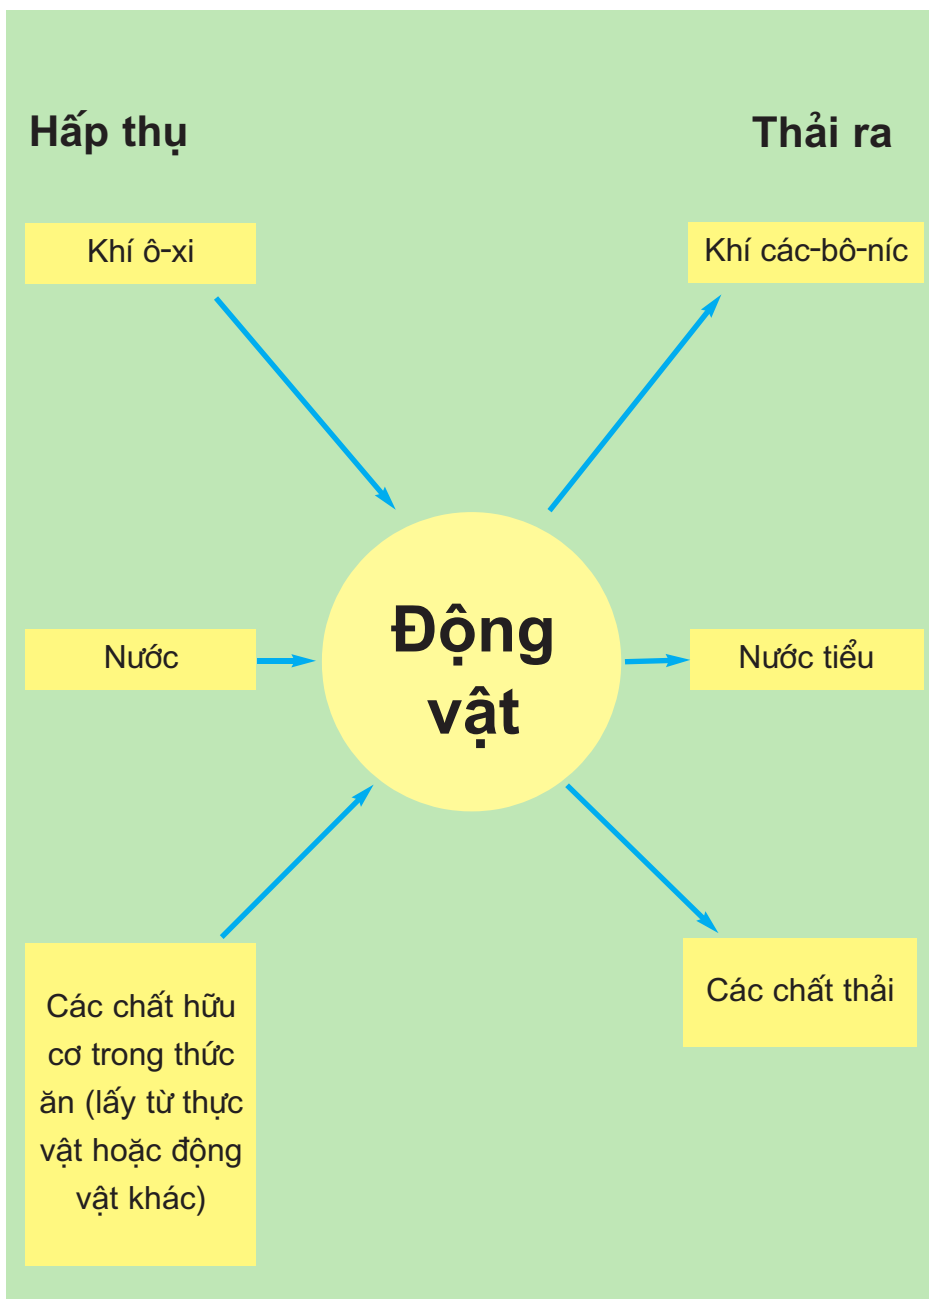 Hấp thụ
Thải ra
Khí ô-xi
Khí các-bô-níc
Động
vật
Nước
Nước tiểu
Các chất hữu
cơ trong thức
ăn (lấy từ thực
vật hoặc động
vật khác)
Các chất thải